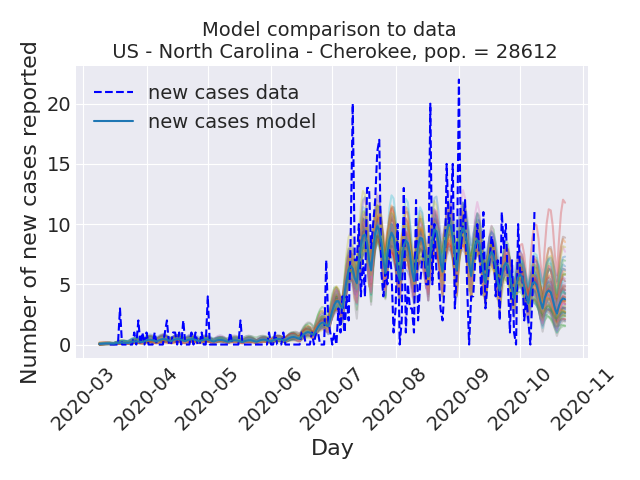 Model comparison to data
US - North Carolina - Cherokee, pop. = 28612
Number of new cases reported
new cases data
new cases model
20
15
10
5
0
2020-03
2020-04
2020-05
2020-06
2020-07
2020-08
2020-09
2020-10
2020-11
Day